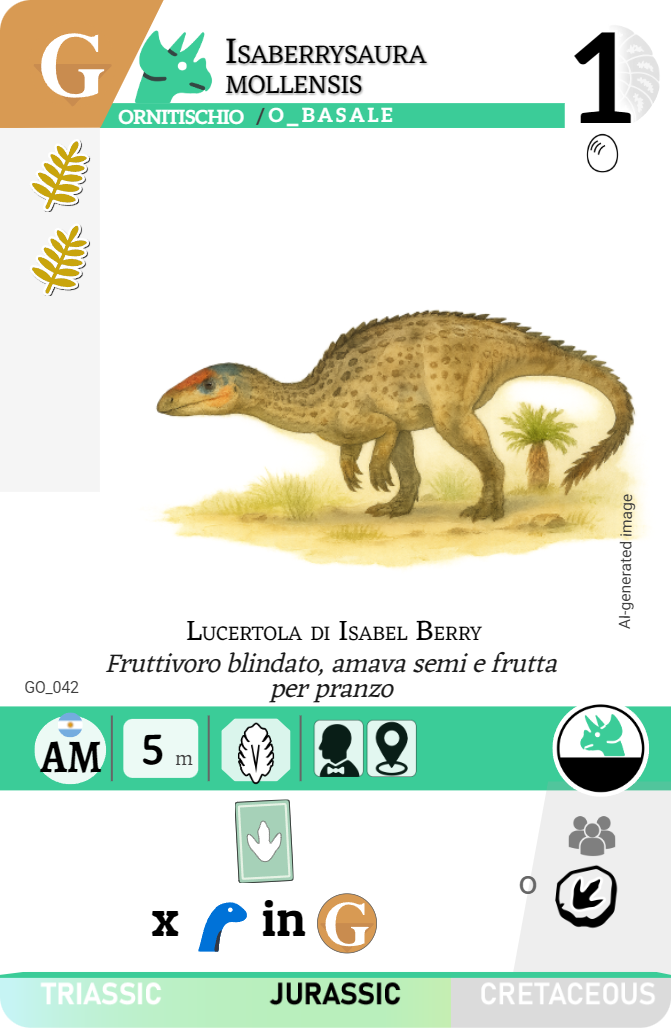 G
ISABERRYSAURA
MOLLENSIS
1
ORNITISCHIO /O_BASALE
AI-generated image
LUCERTOLA DI ISABEL BERRY
Fruttivoro blindato, amava semi e frutta
per pranzo
GO_042
AM
5 m
O
x in G
TRIASSIC JURASSIC CRETACEOUS